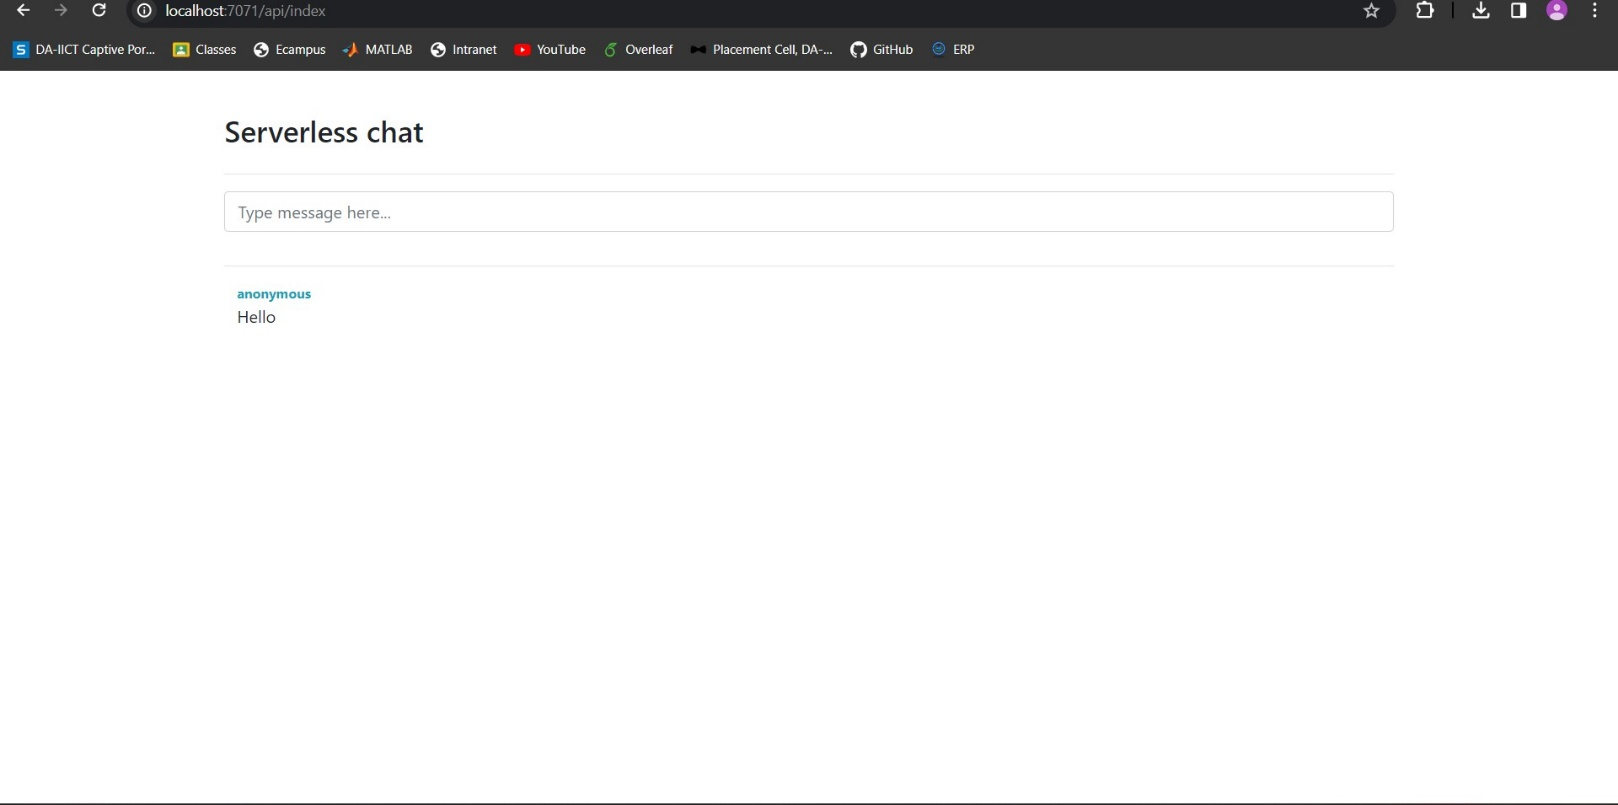 localhost:7071/api/index
S DA-IICT Captive Por... Classes Ecampus MATLAB Intranet YouTube Overleaf Placement Cell, DA-... GitHub ERP
Serverless chat
Type message here...
anonymous
Hello